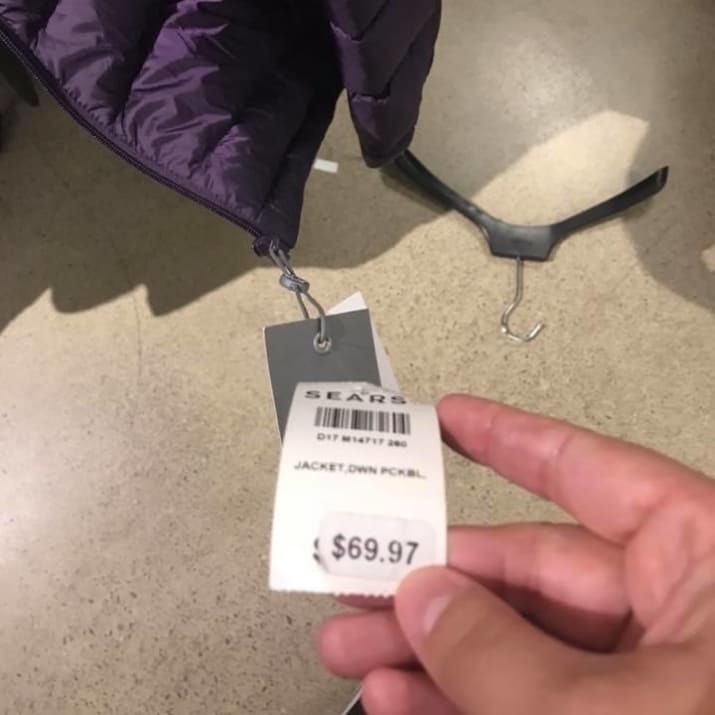 SEARS
D17 M14717 260
JACKET,DWN PCKBL,
$ $69.97